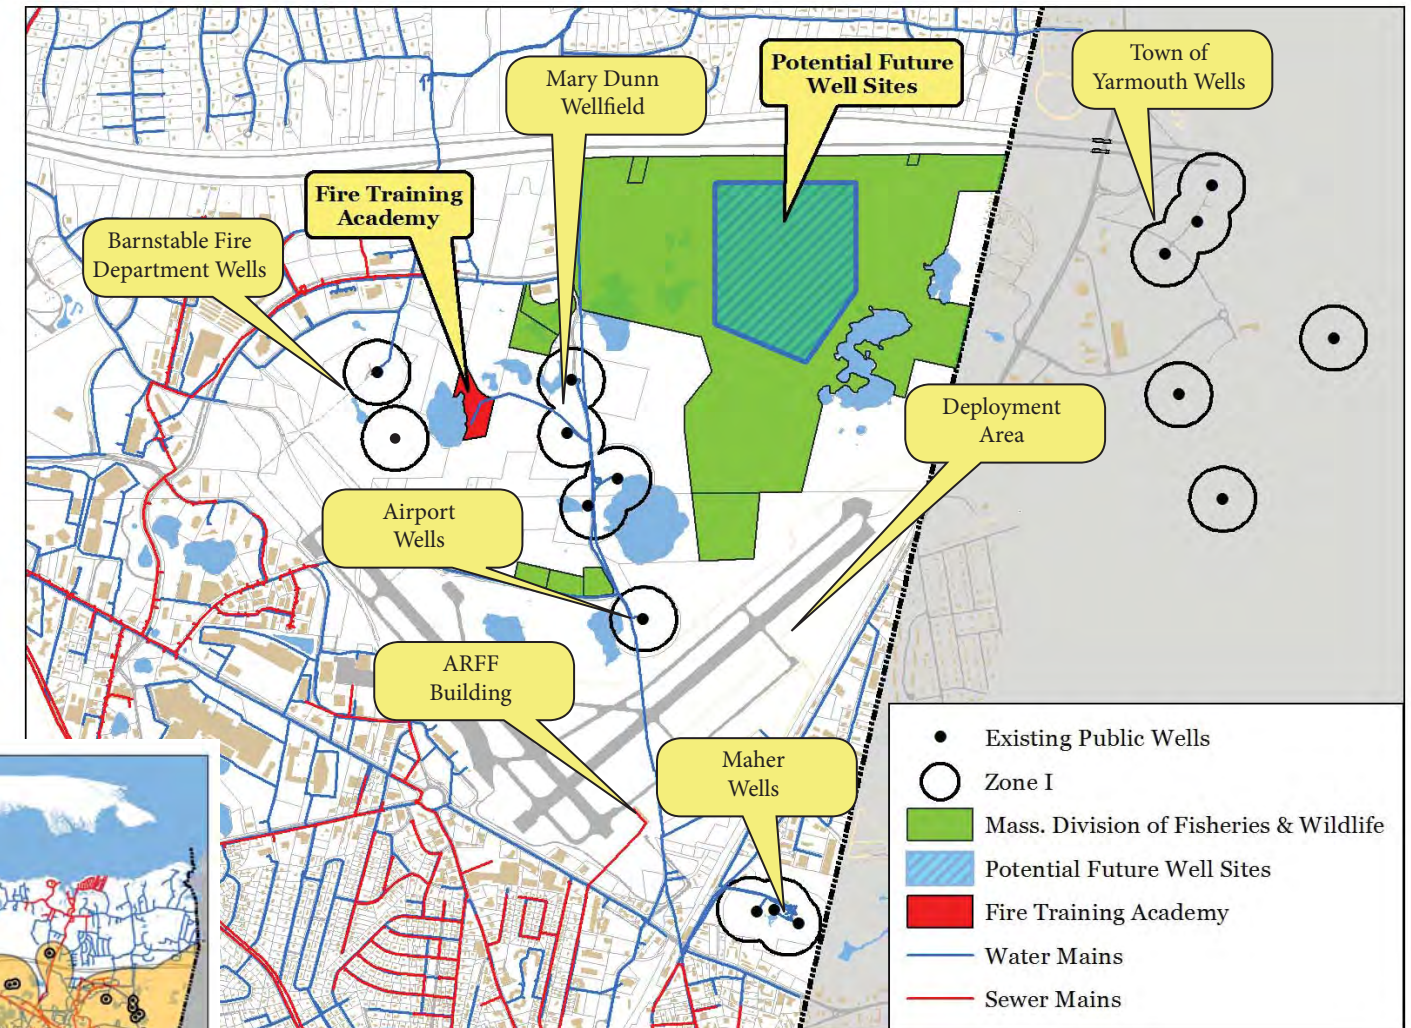 Mary Dunn
Wellfield
Potential Future
Well Sites
Town of
Yarmouth Wells
Fire Training
Academy
Barnstable Fire
Department Wells
Deployment
Area
Airport
Wells
ARFF
Building
Maher
Wells
Existing Public Wells
Zone I
Mass. Division of Fisheries & Wildlife
Potential Future Well Sites
Fire Training Academy
Water Mains
Sewer Mains